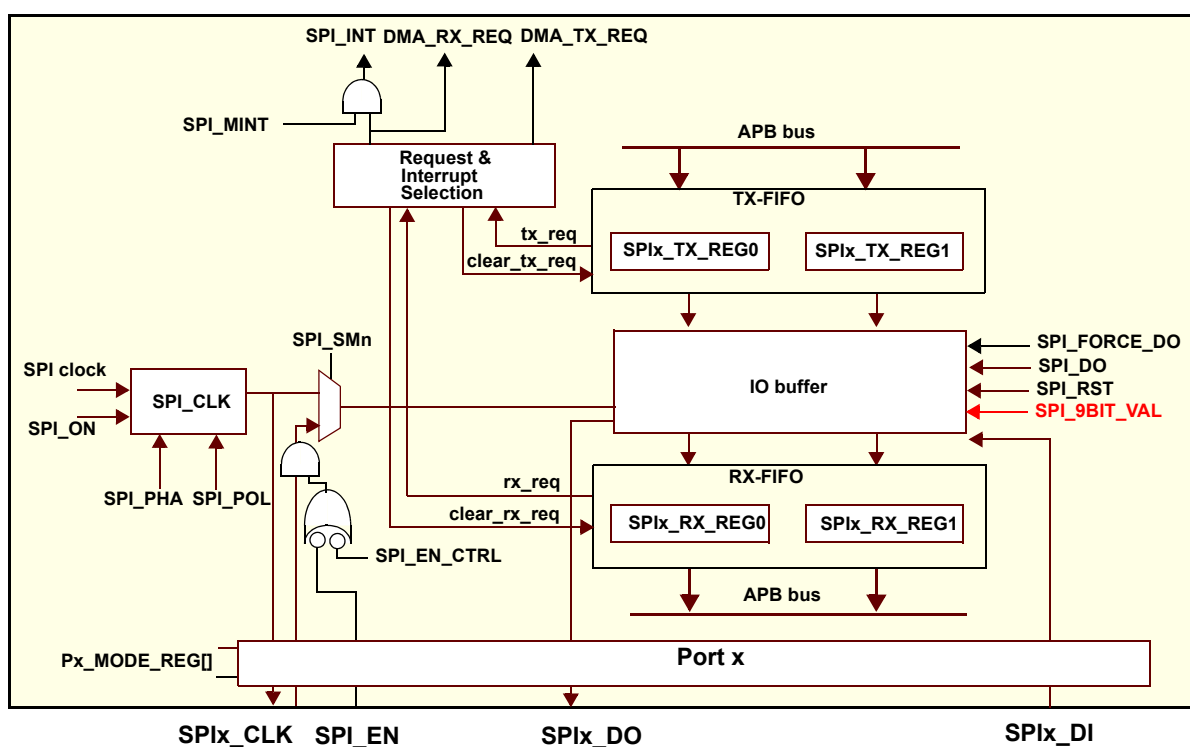 SPI_INT DMA_RX_REQ DMA_TX_REQ
SPI_MINT
APB bus
Request &
Interrupt
Selection
TX-FIFO
tx_req
SPIx_TX_REG0
SPIx_TX_REG1
clear_tx_req
SPI_SMn
SPI_FORCE_DO
SPI clock
SPI_DO
SPI_CLK
IO buffer
SPI_RST
SPI_9BIT_VAL
SPI_ON
RX-FIFO
rx_req
SPI_PHA SPI_POL
clear_rx_req
SPIx_RX_REG0
SPIx_RX_REG1
SPI_EN_CTRL
APB bus
Px_MODE_REG[]
Port x
SPIx_CLK SPI_EN
SPIx_DO
SPIx_DI